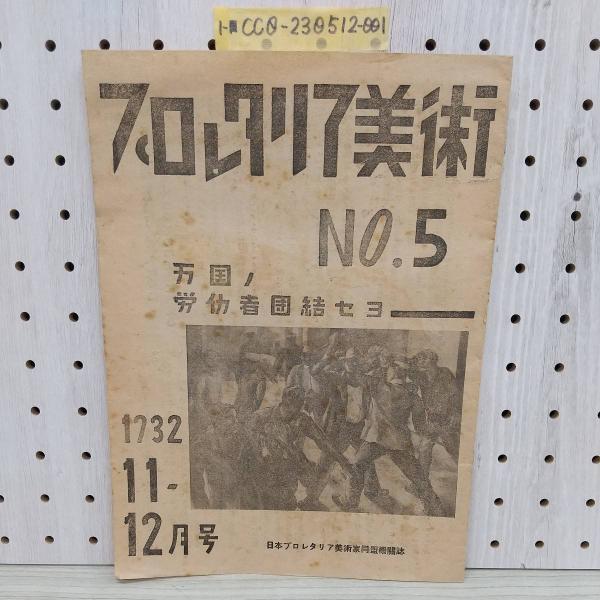 1-■CCO-230512-001
プロレタリア美術
NO.5
万国ノ
労働者団結セヨ
1932
11-
12月号
日本プロレタリア美術家同盟機関誌